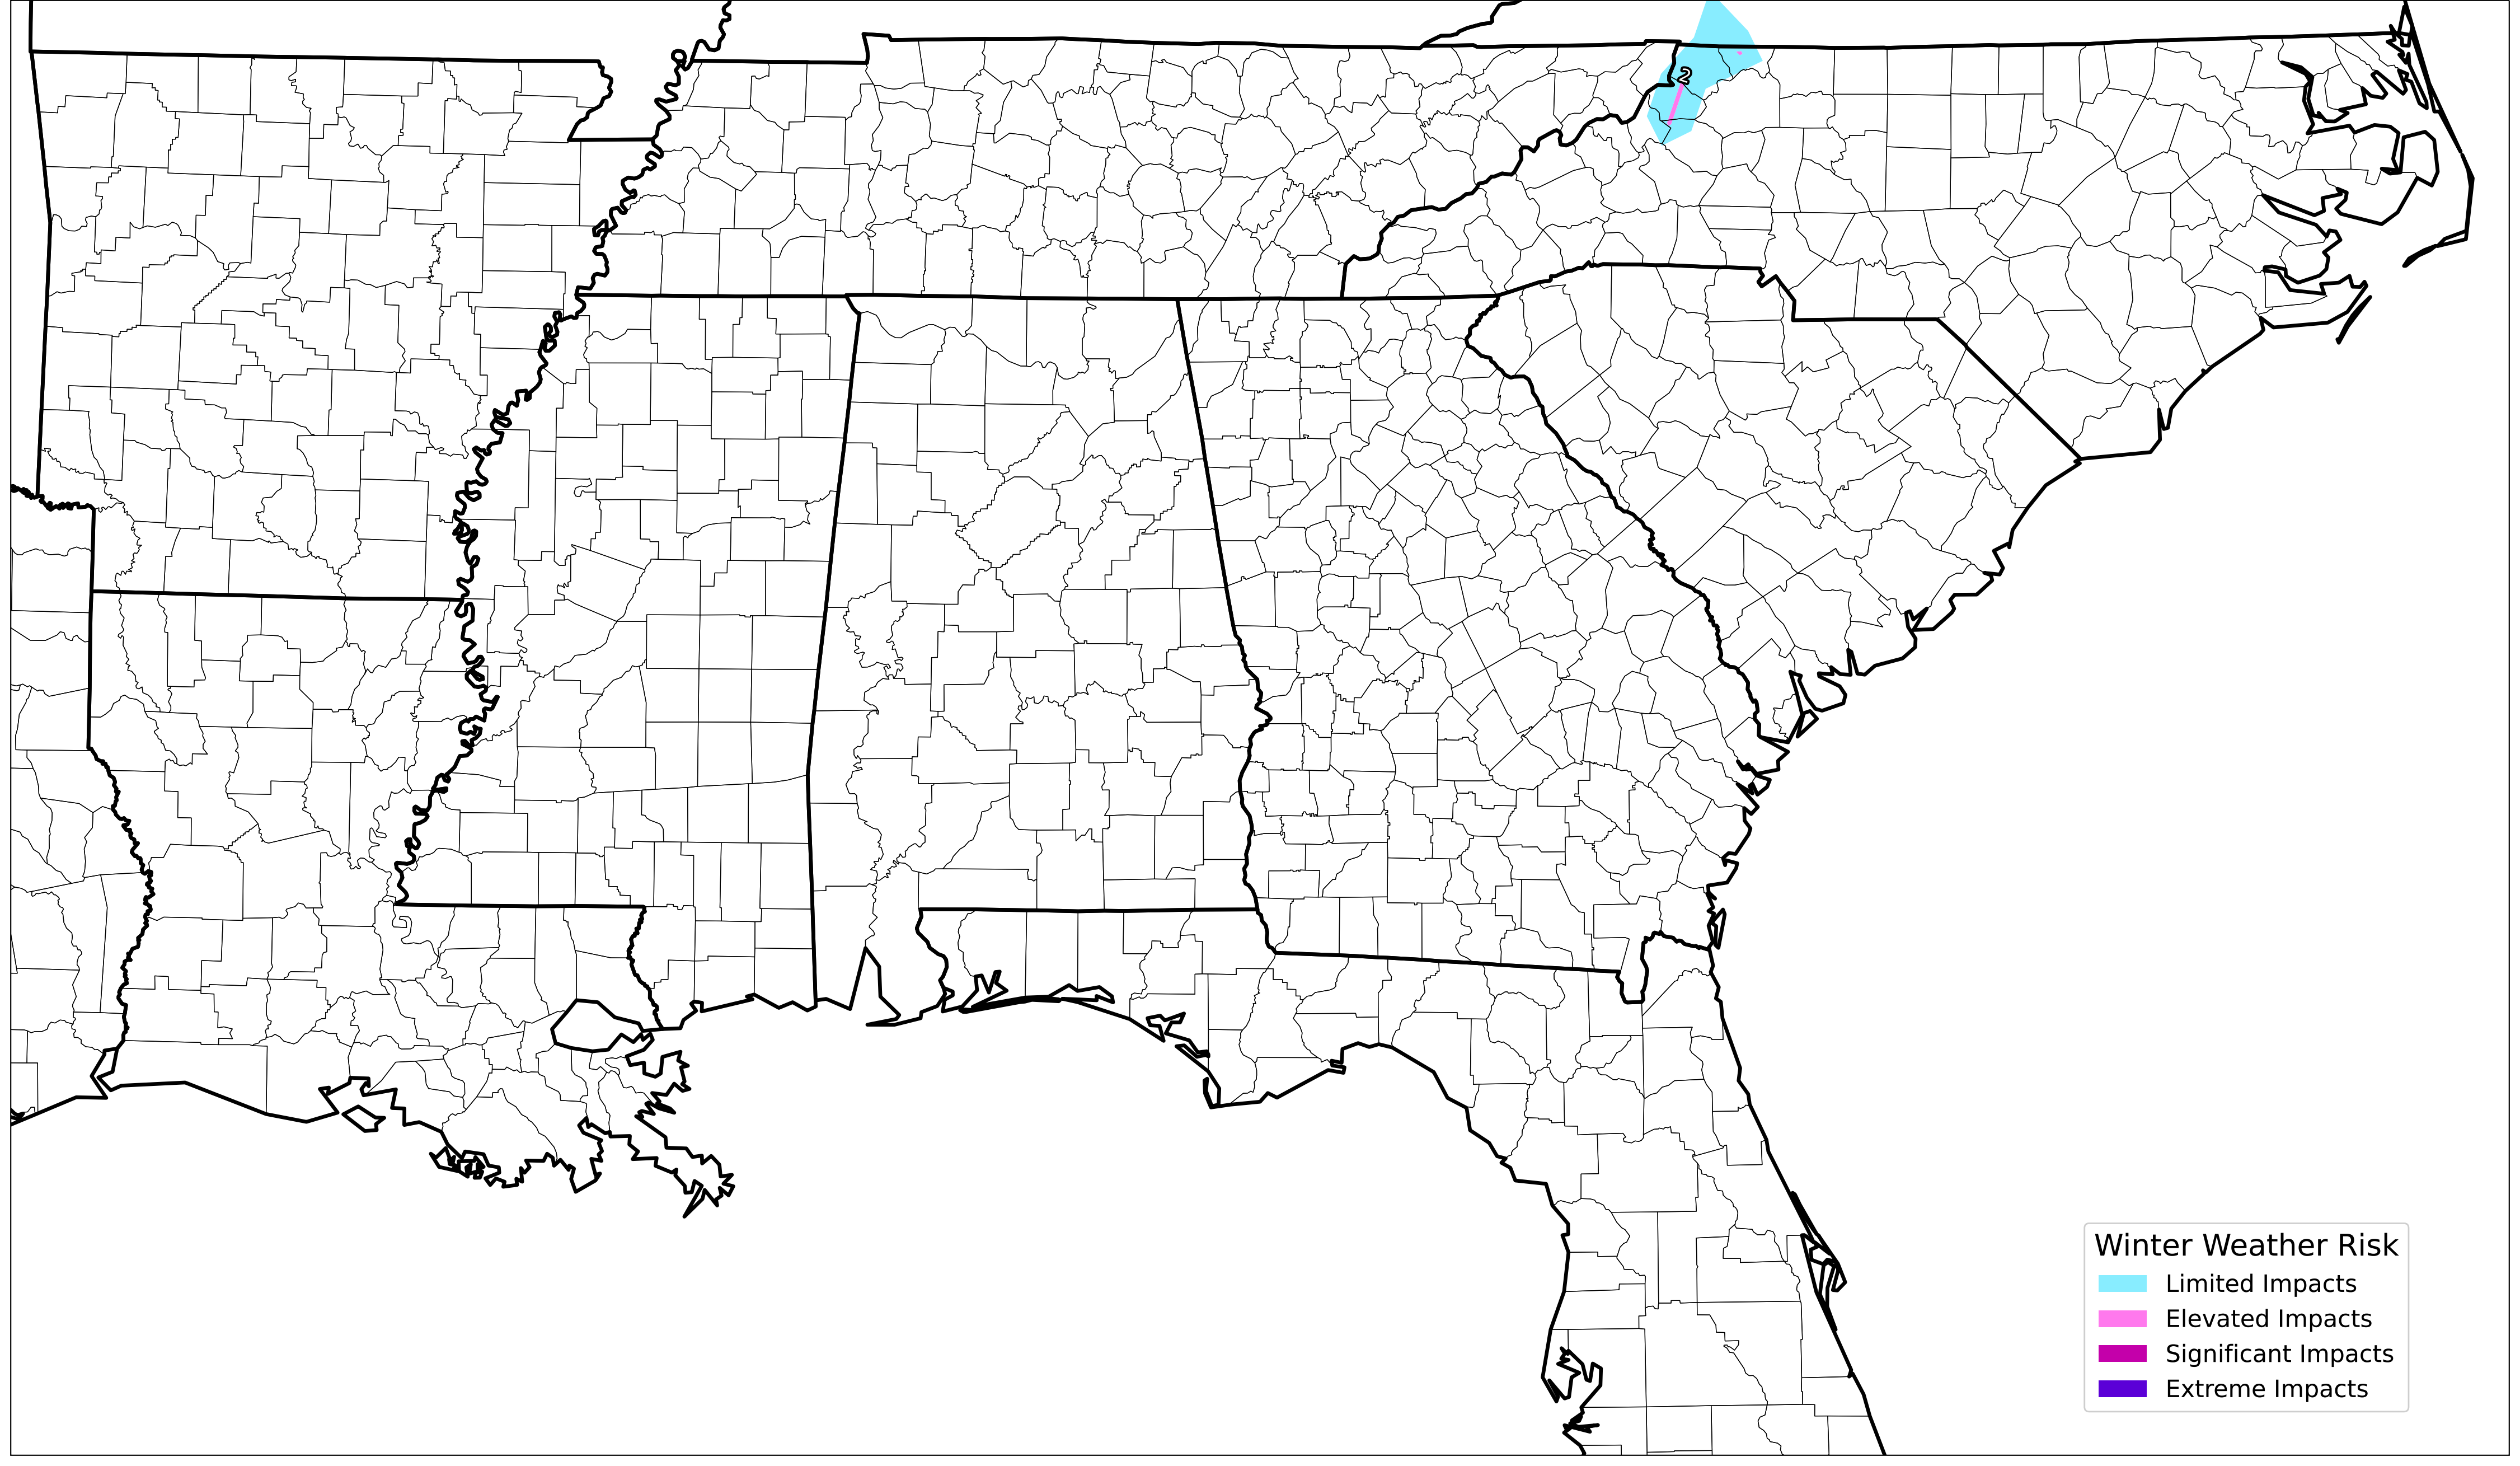 2
Winter Weather Risk
Limited Impacts
Elevated Impacts
Significant Impacts
Extreme Impacts